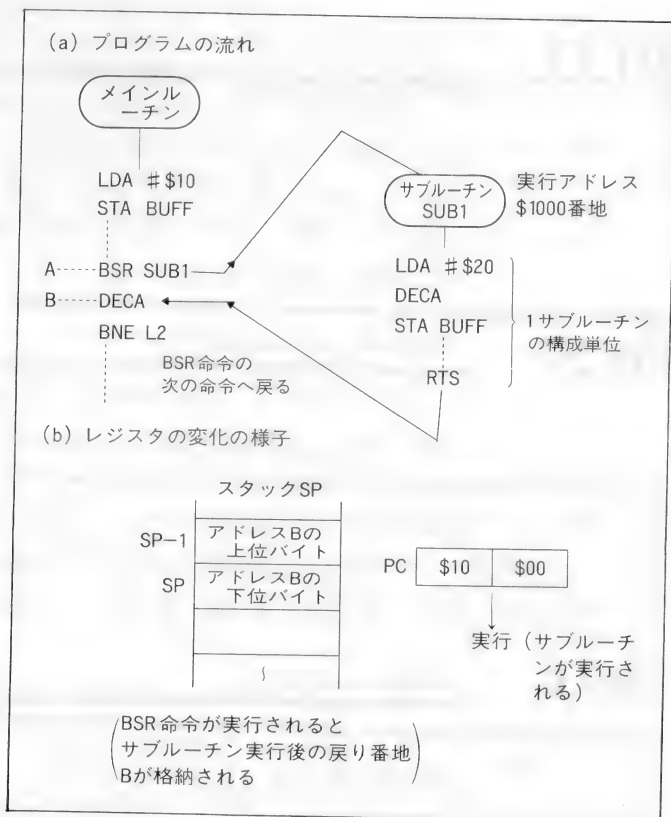 (a) プログラムの流れ
メインル
ーチン
LDA ♯$10
STA BUFF
A BSR SUB1
B DECA
BNE L2
BSR命令の
次の命令へ戻る
サブルーチン
SUB1
実行アドレス
$1000番地
LDA ♯$20
DECA
STA BUFF
RTS
1サブルーチン
の構成単位
(b) レジスタの変化の様子
スタックSP
SP−1
アドレスBの
上位バイト
SP
アドレスBの
下位バイト
PC $10 $00
実行(サブルーチ
ンが実行さ
れる)
BSR命令が実行されると
サブルーチン実行後の戻り番地
Bが格納される